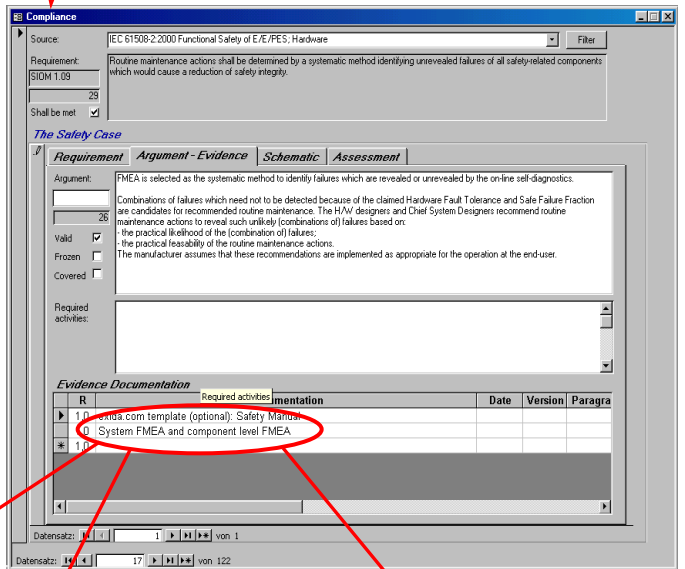 Compliance
Source:
IEC 61508-2:2000 Functional Safety of E/E/PES; Hardware
Filter
Requirement:
Routine maintenance actions shall be determined by a systematic method identifying unrevealed failures of all safety-related components
which would cause a reduction of safety integrity.
SIOM 1.09
29
Shall be met
The Safety Case
Requirement
Argument - Evidence
Schematic
Assessment
Argument:
FMEA is selected as the systematic method to identify failures which are revealed or unrevealed by the on-line self-diagnostics.
Combinations of failures which need not to be detected because of the claimed Hardware Fault Tolerance and Safe Failure Fraction
are candidates for recommended routine maintenance. The H/W designers and Chief System Designers recommend routine
maintenance actions to reveal such unlikely (combinations of) failures based on:
- the practical likelihood of the (combination of) failures;
- the practical feasability of the routine maintenance actions.
The manufacturer assumes that these recommendations are implemented as appropriate for the operation at the end-user.
26
Valid
Frozen
Covered
Required
activities:
Evidence Documentation
Required activities
R
mentation
Date
Version
Paragra
1,0
exida.com template (optional): Safety Manual
0
System FMEA and component level FMEA
1,0
Datensatz:
1
von 1
Datensatz:
17
von 122